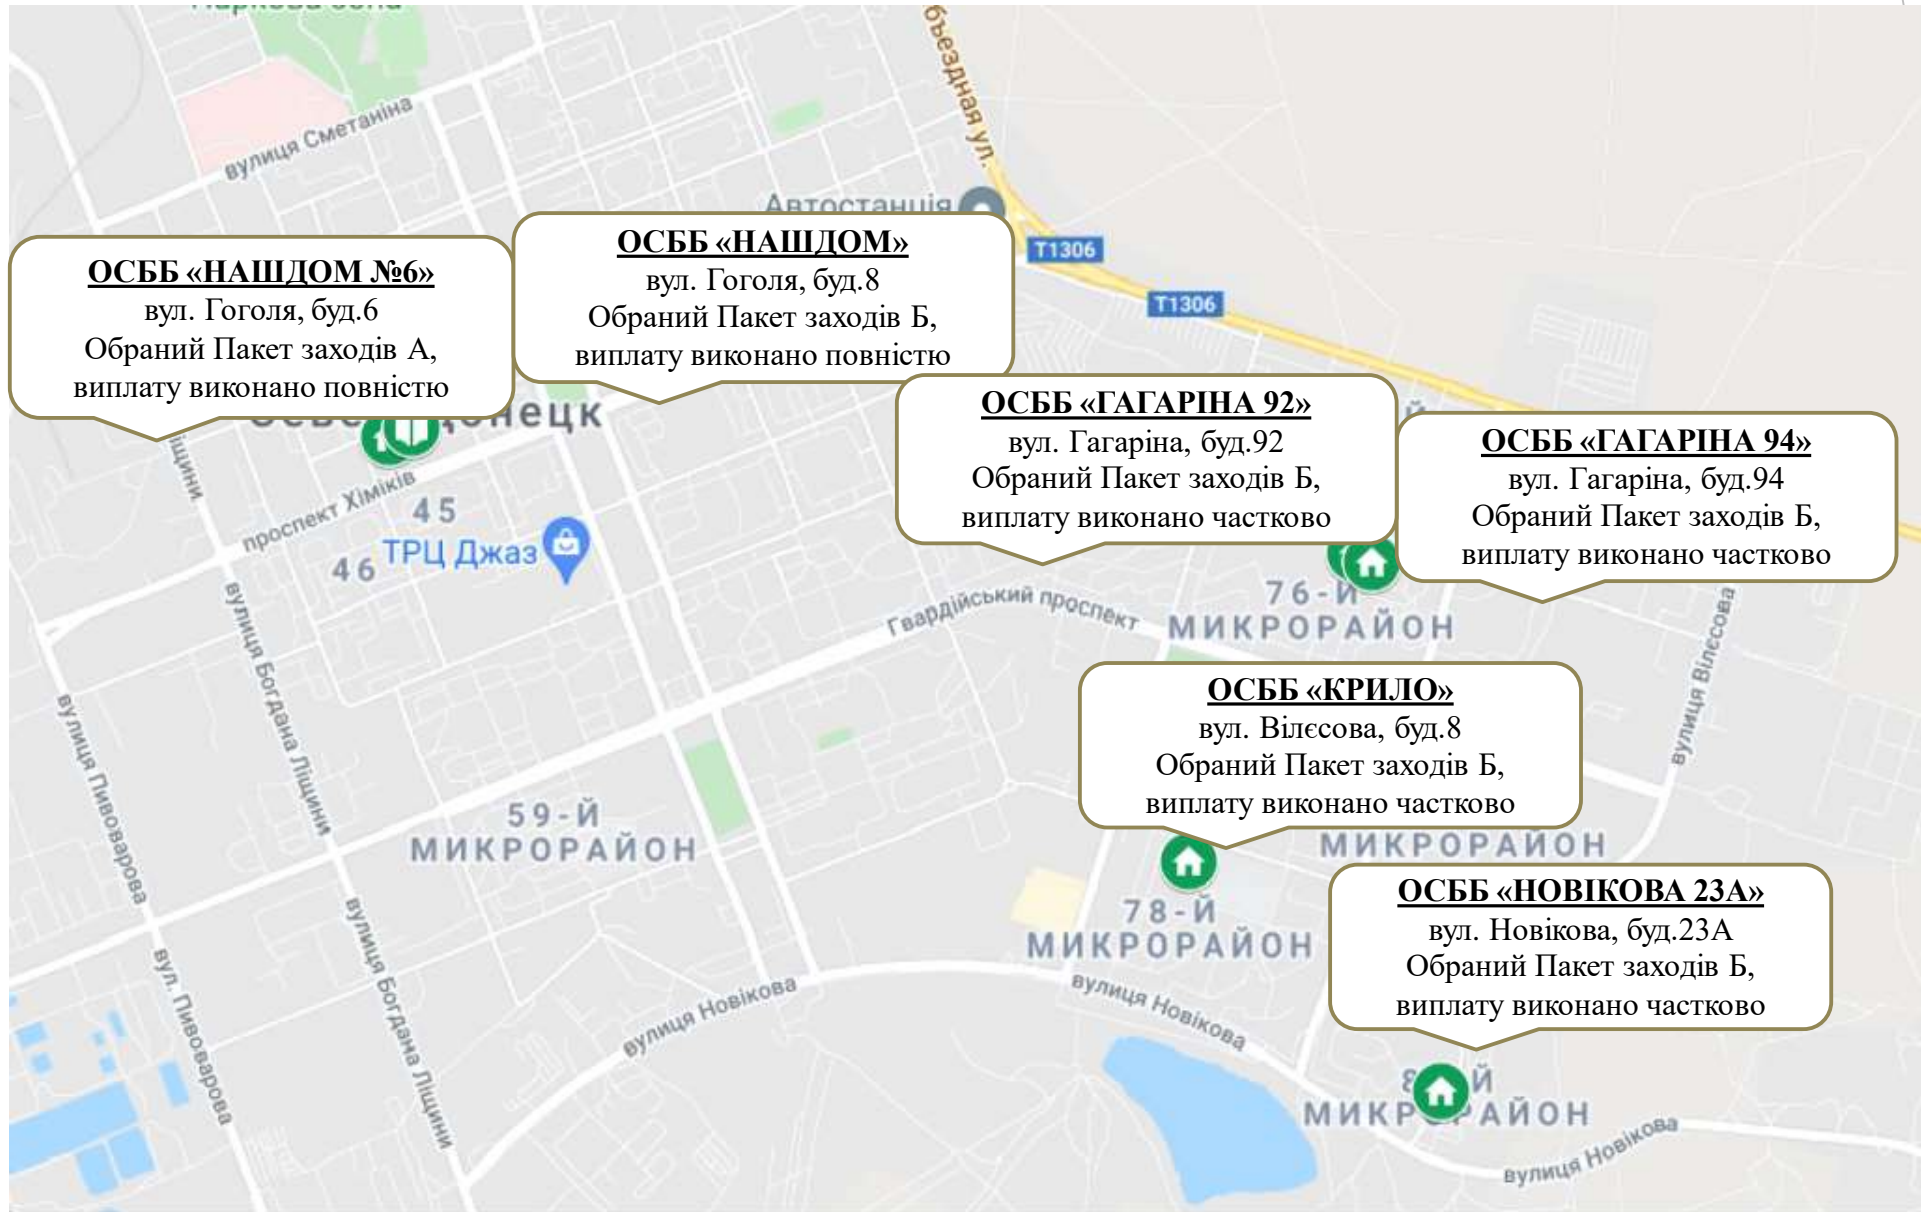 вулиця Сметаніна
бъездная ул.
Автостанція
T1306
T1306
ОСББ «НАШДОМ №6»
вул. Гоголя, буд.6
Обраний Пакет заходів А,
виплату виконано повністю
ОСББ «НАШДОМ»
вул. Гоголя, буд.8
Обраний Пакет заходів Б,
виплату виконано повністю
ОСББ «ГАГАРІНА 92»
вул. Гагаріна, буд.92
Обраний Пакет заходів Б,
виплату виконано частково
ОСББ «ГАГАРІНА 94»
вул. Гагаріна, буд.94
Обраний Пакет заходів Б,
виплату виконано частково
проспект Хіміків
45
46
ТРЦ Джаз
76-Й
МИКРОРАЙОН
Гвардійський проспект
вулиця Вілєсова
вулиця Богдана Ліщини
вулиця Пивоварова
ОСББ «КРИЛО»
вул. Вілєсова, буд.8
Обраний Пакет заходів Б,
виплату виконано частково
59-Й
МИКРОРАЙОН
МИКРОРАЙОН
78-Й
МИКРОРАЙОН
ОСББ «НОВІКОВА 23А»
вул. Новікова, буд.23А
Обраний Пакет заходів Б,
виплату виконано частково
вулиця Богдана Ліщини
вул. Пивоварова
вулиця Новікова
вулиця Новікова
вулиця Новікова